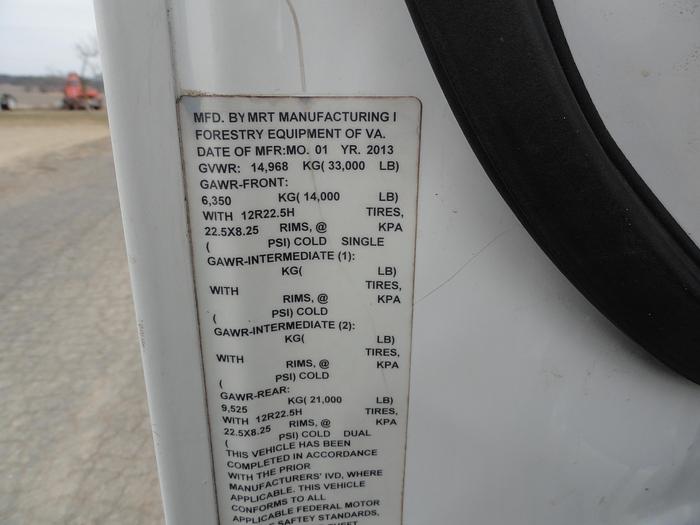 MFD. BY MRT MANUFACTURING I
FORESTRY EQUIPMENT OF VA.
DATE OF MFR:MO. 01 YR. 2013
GVWR: 14,968 KG( 33,000 LB)
GAWR-FRONT:
6,350 KG( 14,000 LB)
WITH 12R22.5H TIRES,
22.5X8.25 RIMS, @ KPA
( PSI) COLD SINGLE
GAWR-INTERMEDIATE (1):
KG( LB)
WITH TIRES,
RIMS, @ KPA
( PSI) COLD
GAWR-INTERMEDIATE (2):
KG( LB)
WITH TIRES,
RIMS, @ KPA
( PSI) COLD
GAWR-REAR:
9,525 KG( 21,000 LB)
WITH 12R22.5H TIRES,
22.5X8.25 RIMS, @ KPA
( PSI) COLD DUAL
THIS VEHICLE HAS BEEN
COMPLETED IN ACCORDANCE
WITH THE PRIOR
MANUFACTURERS' IVD, WHERE
APPLICABLE. THIS VEHICLE
CONFORMS TO ALL
APPLICABLE FEDERAL MOTOR
SAFTEY STANDARDS,